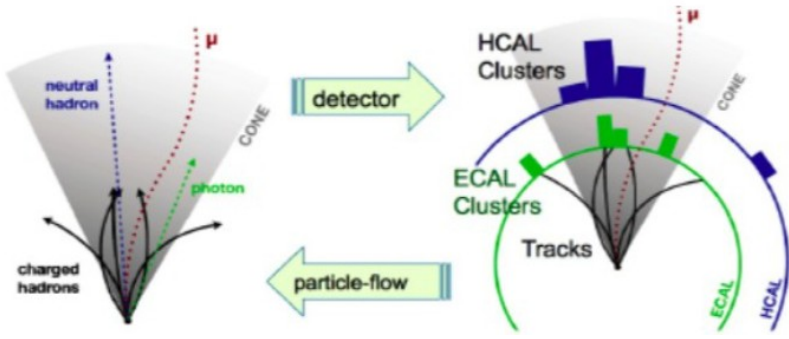 μ
neutral
hadron
CONE
photon
charged
hadrons
detector
particle-flow
μ
HCAL
Clusters
CONE
ECAL
Clusters
Tracks
ECAL
HCAL